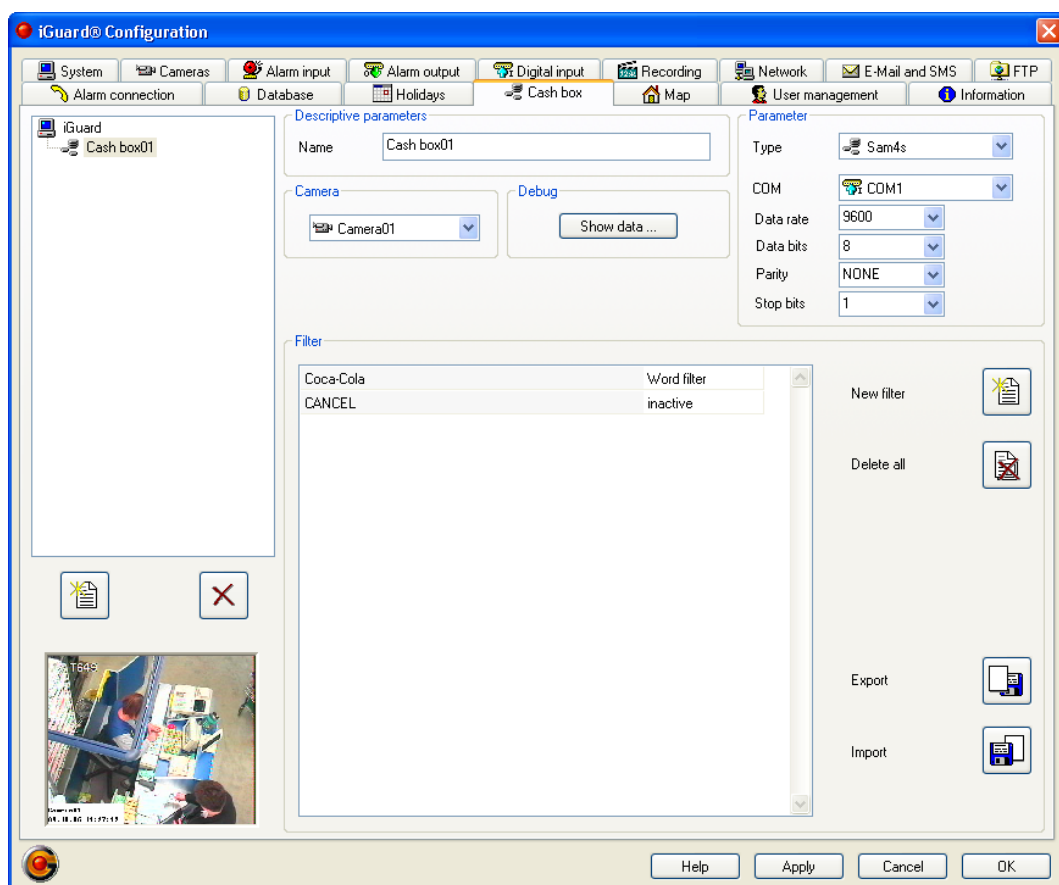 iGuard® Configuration
System Cameras Alarm input Alarm output Digital input Recording Network E-Mail and SMS FTP
Alarm connection Database Holidays Cash box Map User management Information
iGuard
Cash box01
Descriptive parameters
Name Cash box01
Camera
Camera01
Debug
Show data ...
Parameter
Type Sam4s
COM COM1
Data rate 9600
Data bits 8
Parity NONE
Stop bits 1
Filter
Coca-Cola Word filter
CANCEL inactive
New filter
Delete all
Export
Import
T649
Camera01
Help Apply Cancel OK